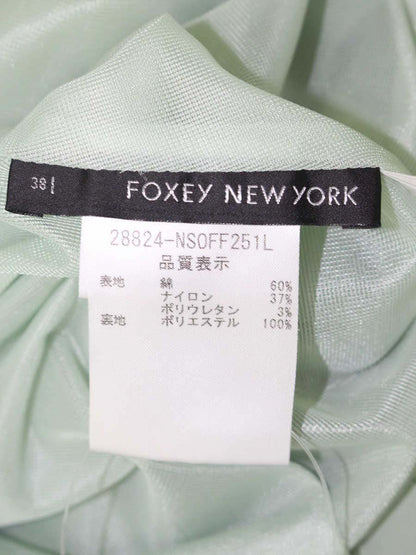 38
FOXEY NEW YORK
28824-NSOFF251L
品質表示
表地 綿 60%
ナイロン 37%
ポリウレタン 3%
裏地 ポリエステル 100%